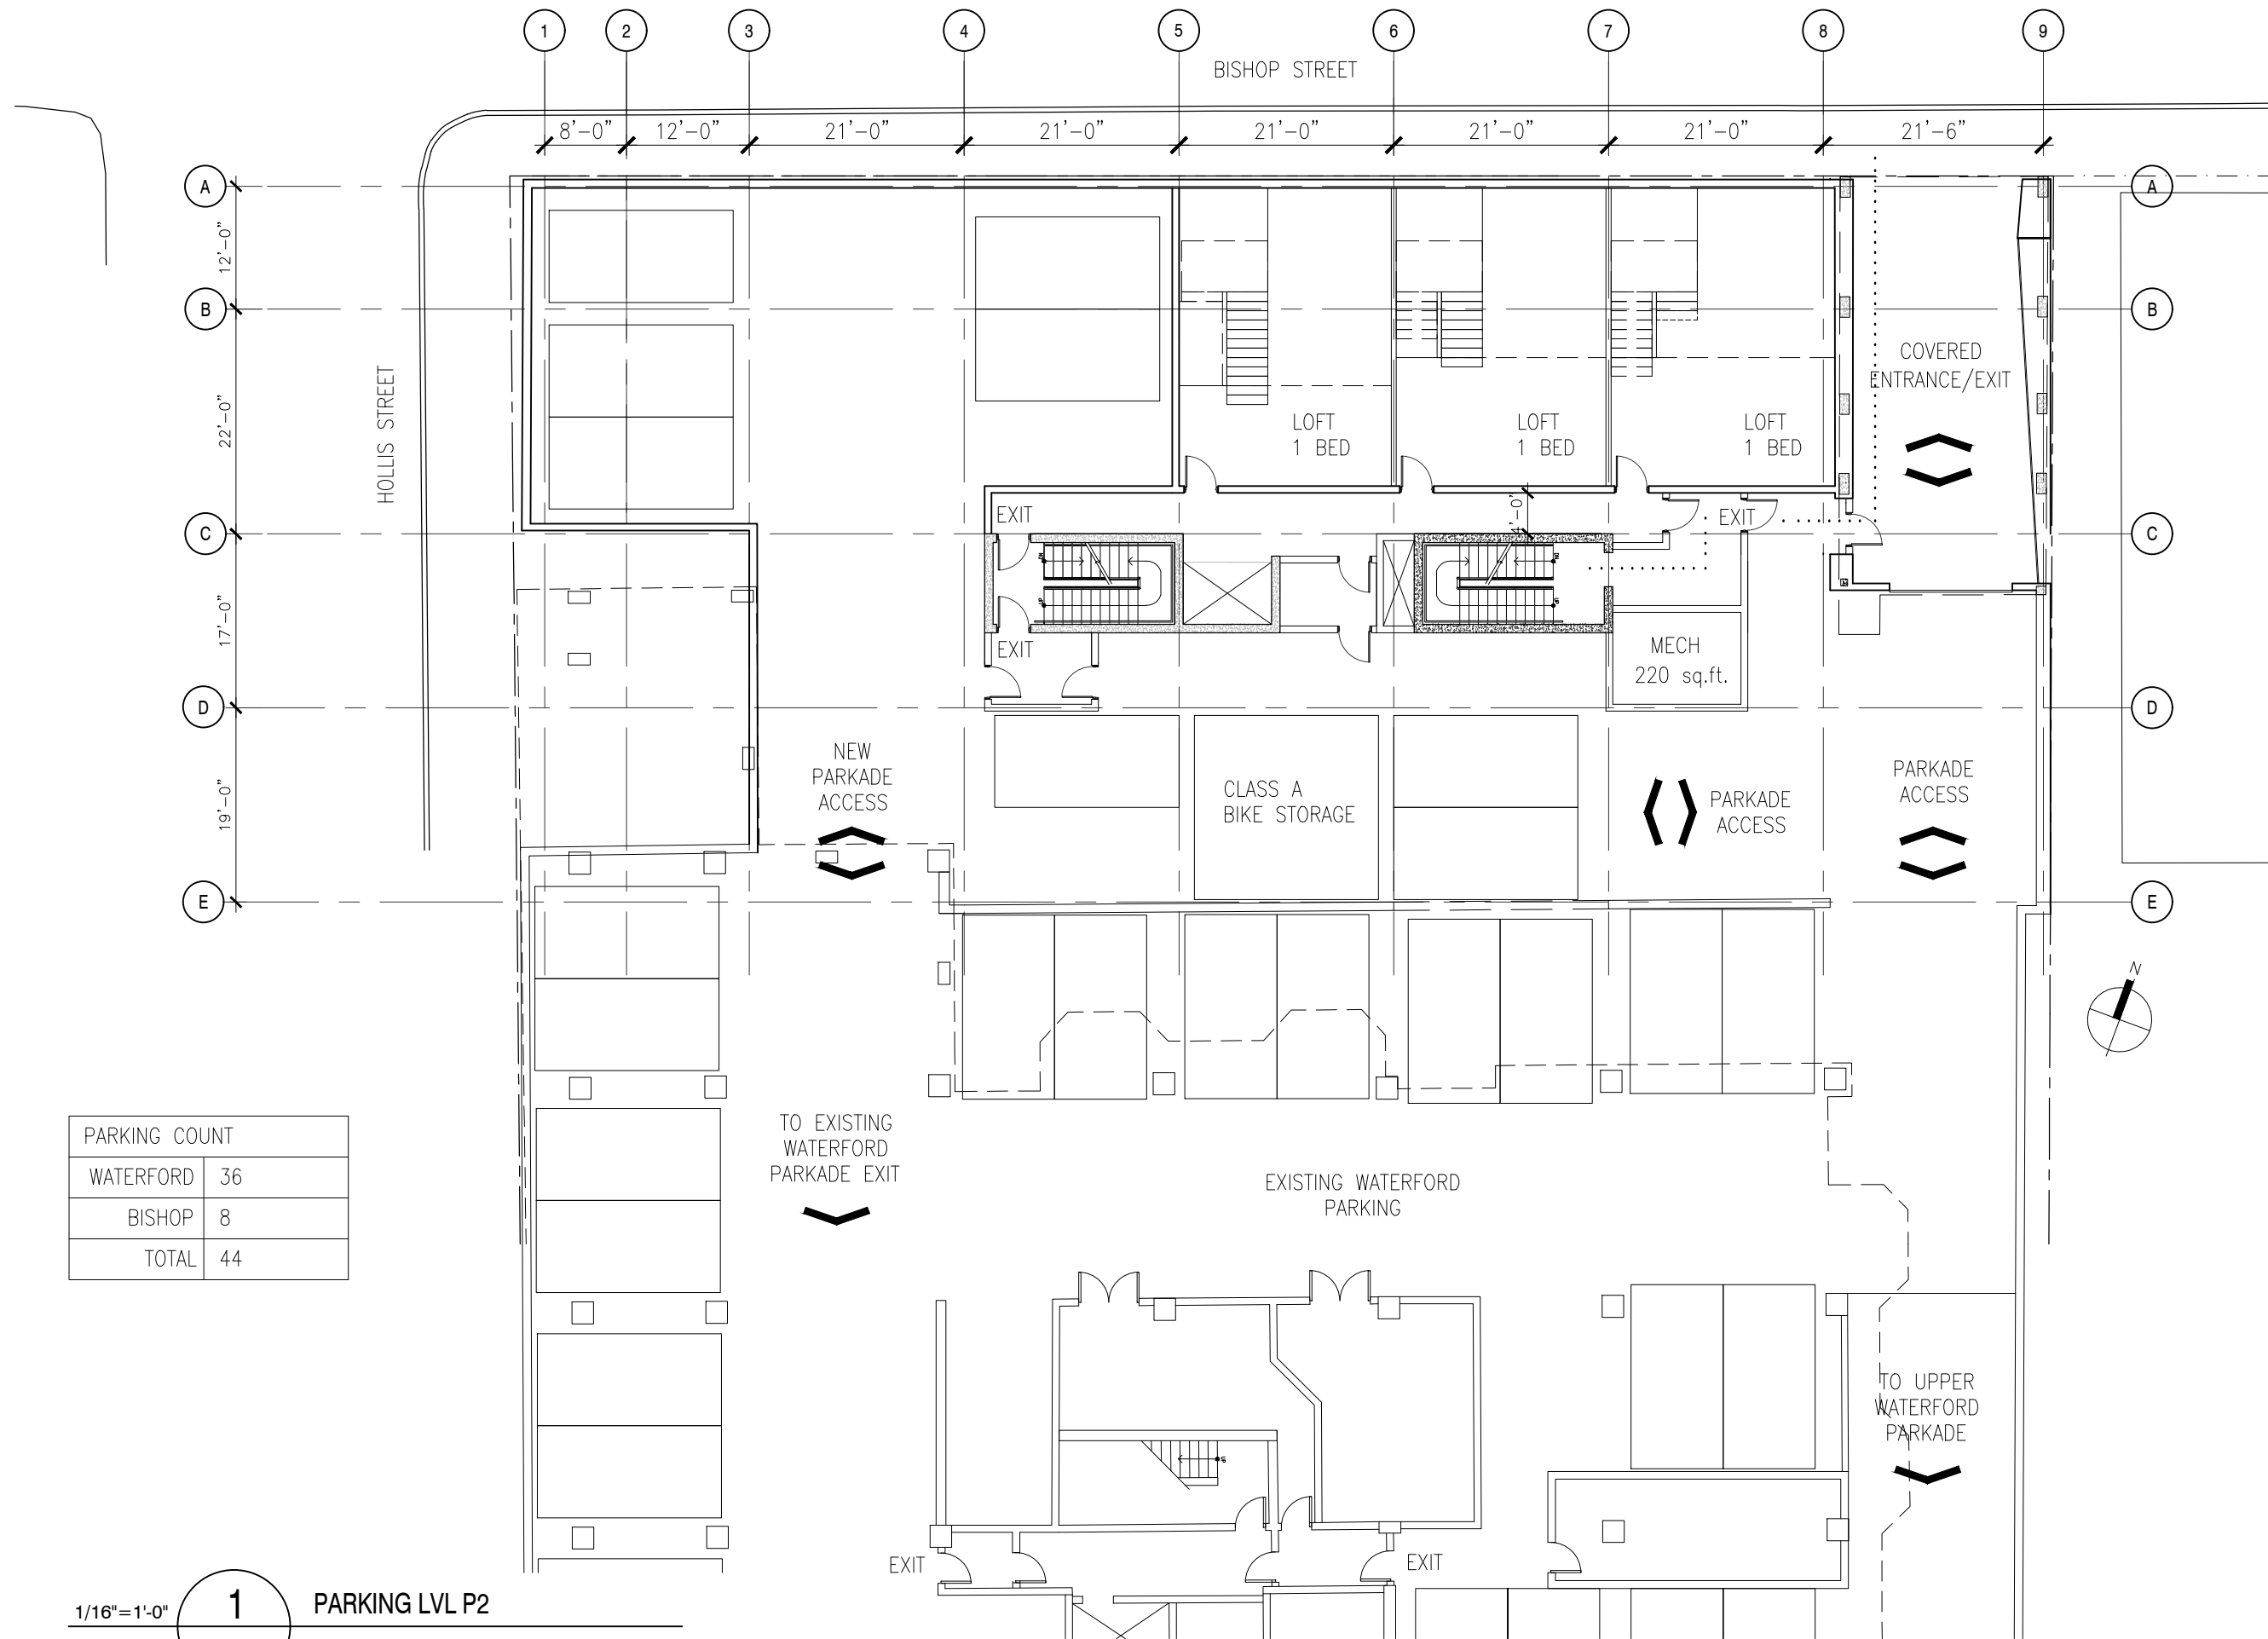 1 2 3 4 5 6 7 8 9
BISHOP STREET
8'-0" 12'-0" 21'-0" 21'-0" 21'-0" 21'-0" 21'-0" 21'-6"
A A
12'-0"
B B
COVERED
ENTRANCE/EXIT
HOLLIS STREET
22'-0"
LOFT
1 BED
LOFT
1 BED
LOFT
1 BED
EXIT
EXIT
C C
17'-0"
DN
UP
DN
UP
EXIT
MECH
220 sq.ft.
D D
NEW
PARKADE
ACCESS
CLASS A
BIKE STORAGE
PARKADE
ACCESS
PARKADE
ACCESS
19'-0"
E E
N
PARKING COUNT
WATERFORD 36
BISHOP 8
TOTAL 44
TO EXISTING
WATERFORD
PARKADE EXIT
EXISTING WATERFORD
PARKING
TO UPPER
WATERFORD
PARKADE
UP
EXIT
EXIT
1/16"=1'-0"
1
PARKING LVL P2